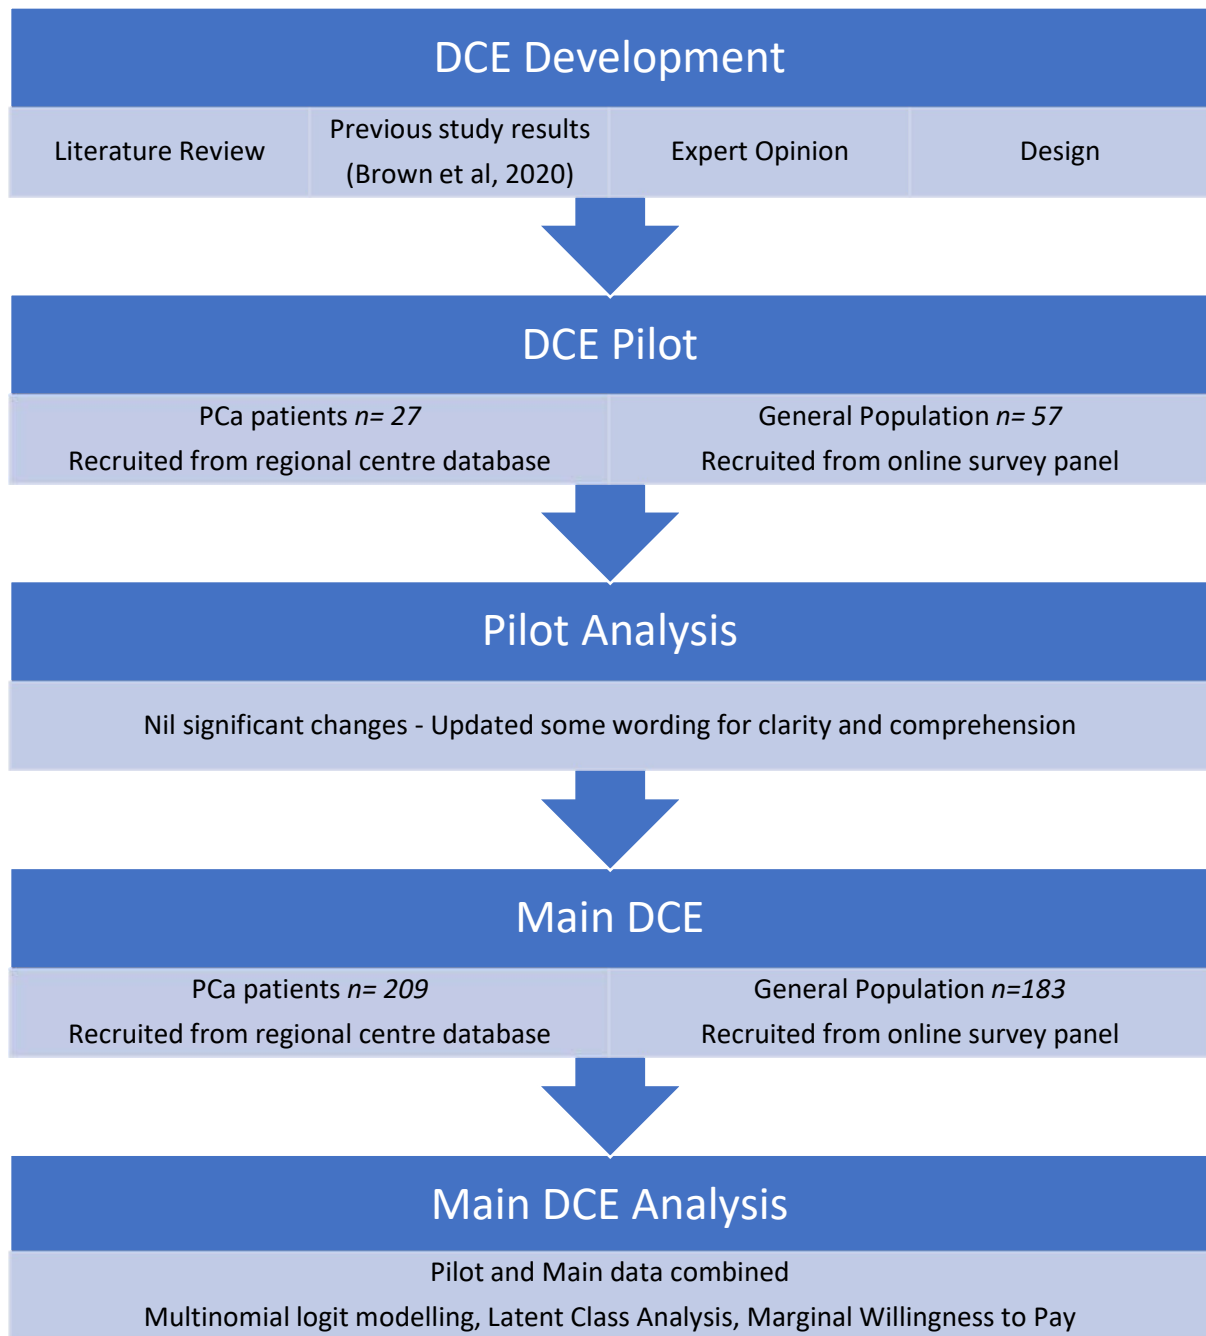 DCE Development
Literature Review
Previous study results
(Brown et al, 2020)
Expert Opinion
Design
DCE Pilot
PCa patients n= 27
Recruited from regional centre database
General Population n= 57
Recruited from online survey panel
Pilot Analysis
Nil significant changes - Updated some wording for clarity and comprehension
Main DCE
PCa patients n= 209
Recruited from regional centre database
General Population n=183
Recruited from online survey panel
Main DCE Analysis
Pilot and Main data combined
Multinomial logit modelling, Latent Class Analysis, Marginal Willingness to Pay